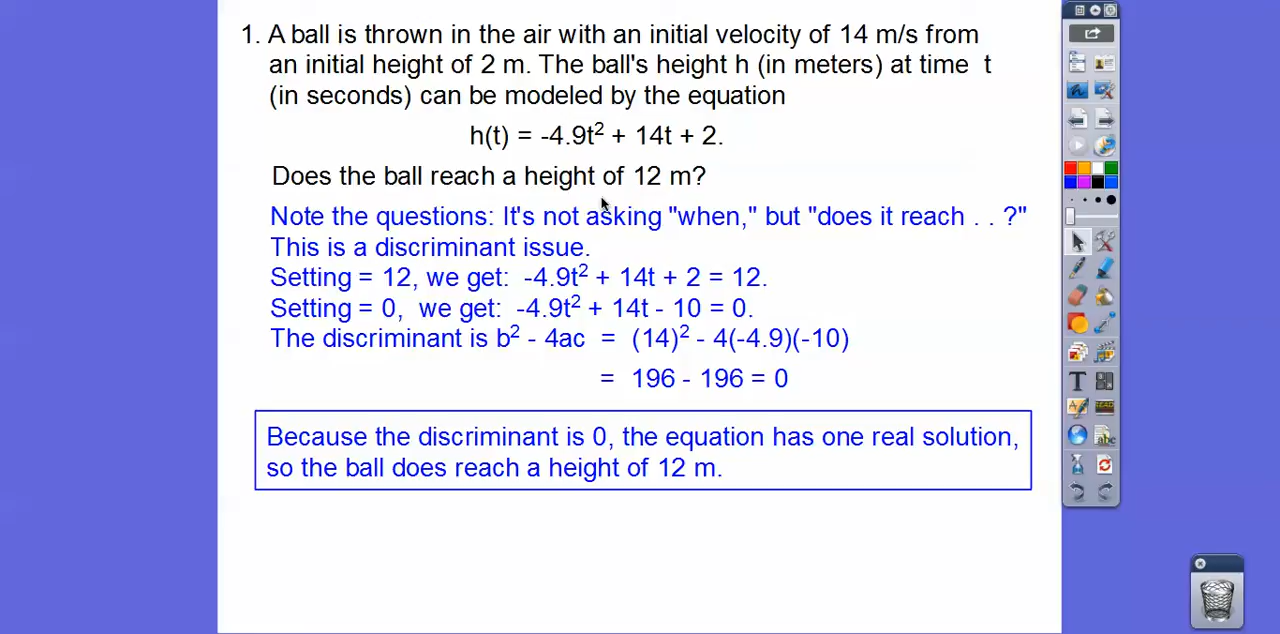 1. A ball is thrown in the air with an initial velocity of 14 m/s from
an initial height of 2 m. The ball's height h (in meters) at time t
(in seconds) can be modeled by the equation
h(t) = -4.9t² + 14t + 2.
Does the ball reach a height of 12 m?
Note the questions: It's not asking "when," but "does it reach . . ?"
This is a discriminant issue.
Setting = 12, we get: -4.9t² + 14t + 2 = 12.
Setting = 0, we get: -4.9t² + 14t - 10 = 0.
The discriminant is b² - 4ac = (14)² - 4(-4.9)(-10)
= 196 - 196 = 0
Because the discriminant is 0, the equation has one real solution,
so the ball does reach a height of 12 m.